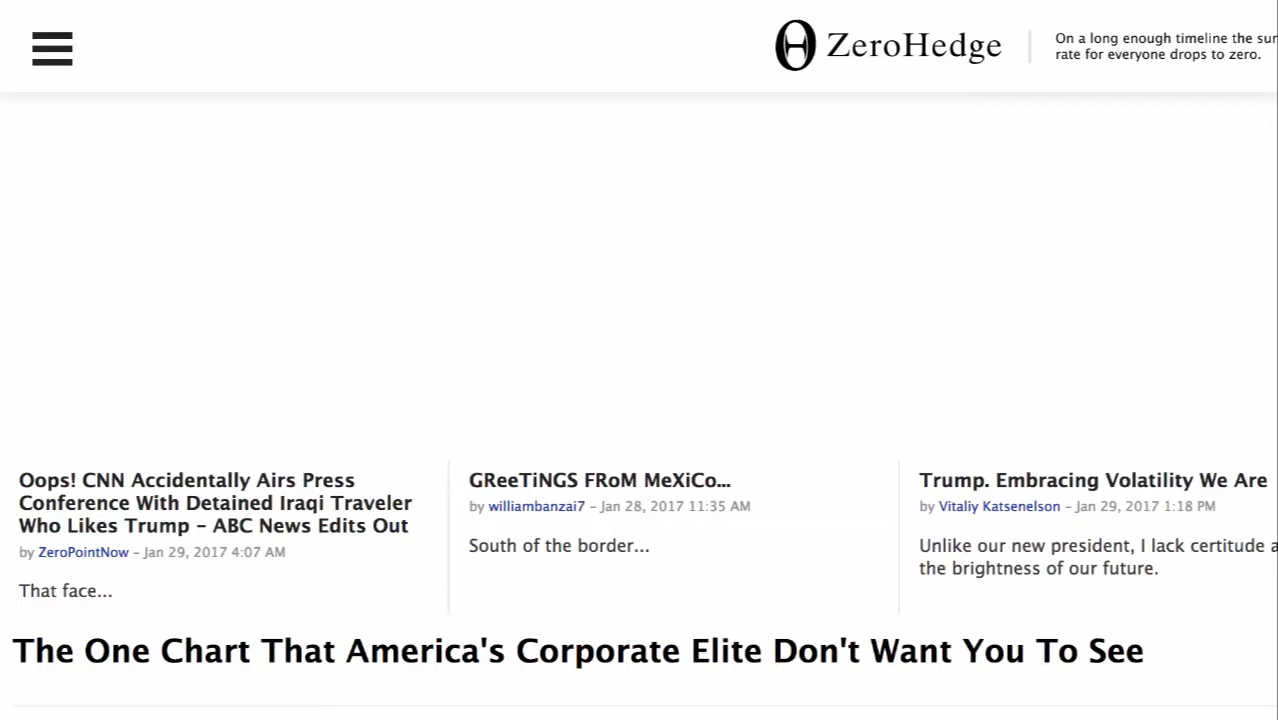 ZeroHedge
On a long enough timeline the
rate for everyone drops to zero.
Oops! CNN Accidentally Airs Press
Conference With Detained Iraqi Traveler
Who Likes Trump – ABC News Edits Out
by ZeroPointNow – Jan 29, 2017 4:07 AM
That face...
GReeTiNGS FRoM MeXiCo...
by williambanzai7 – Jan 28, 2017 11:35 AM
South of the border...
Trump. Embracing Volatility We Are
by Vitaliy Katsenelson – Jan 29, 2017 1:18 PM
Unlike our new president, I lack certitude
the brightness of our future.
The One Chart That America's Corporate Elite Don't Want You To See